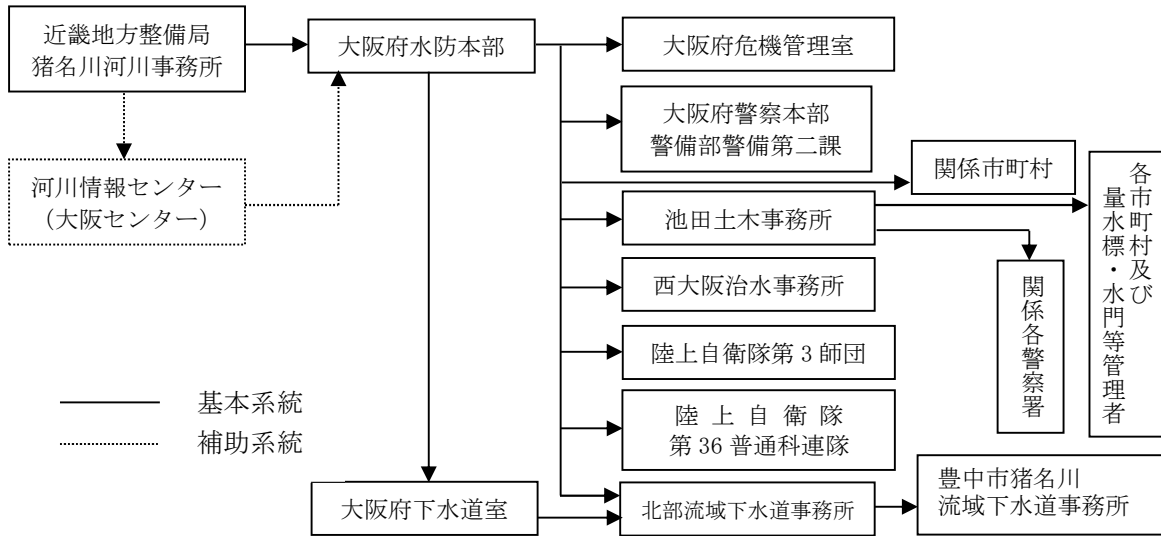 近畿地方整備局
猪名川河川事務所
大阪府水防本部
大阪府危機管理室
大阪府警察本部
警備部警備第二課
河川情報センター
（大阪センター）
関係市町村
池田土木事務所
各市町村及び
量水標・水門等管理者
西大阪治水事務所
関係各警察署
陸上自衛隊第 3 師団
基本系統
補助系統
陸 上 自 衛 隊
第 36 普通科連隊
大阪府下水道室
北部流域下水道事務所
豊中市猪名川
流域下水道事務所